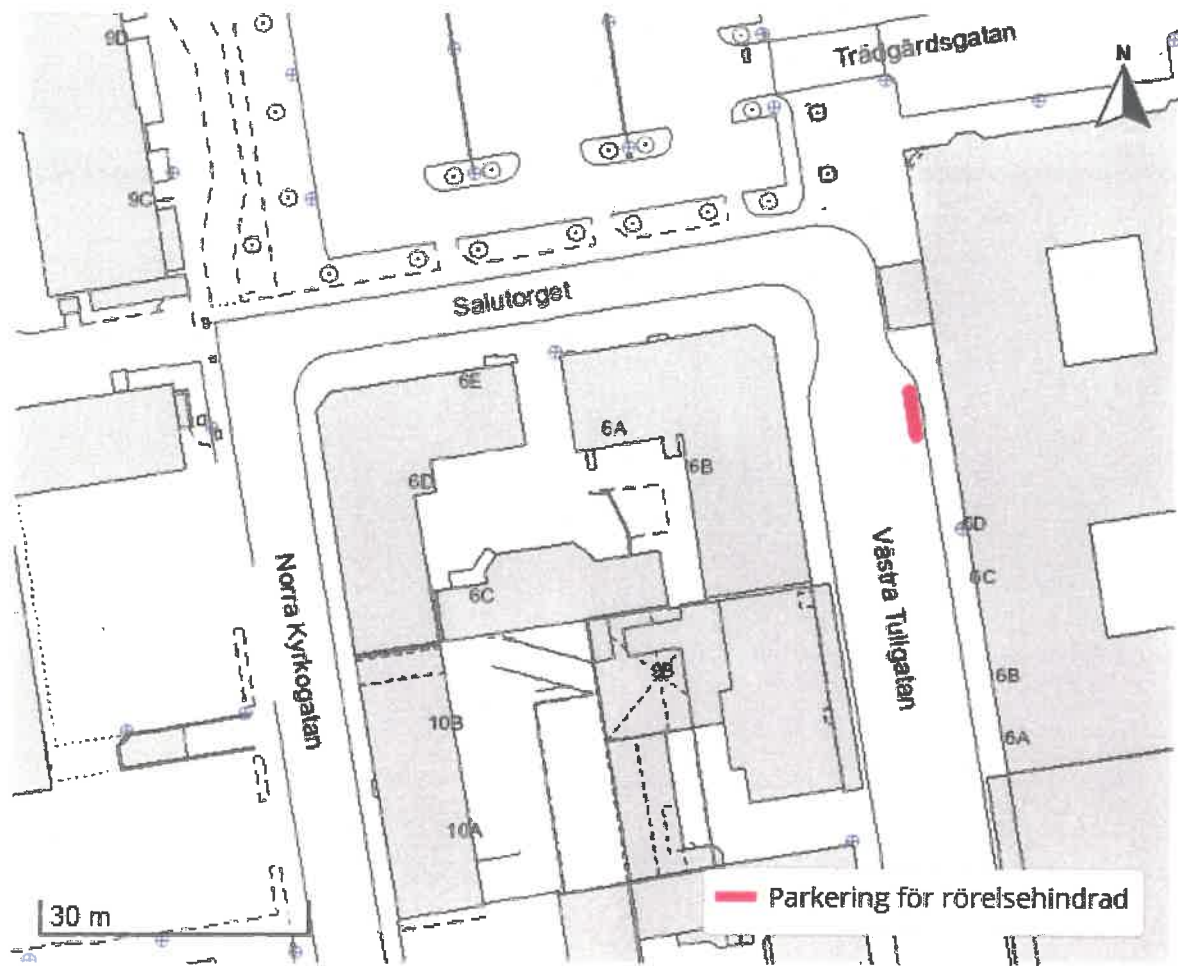 9D
Trädgårdsgatan
N
9C
Salutorget
6E
6A
6B
6D
6D
6C
6C
Norra Kyrkogatan
Västra Tullgatan
9B
6B
10B
6A
10A
30 m
Parkering för rörelsehindrad